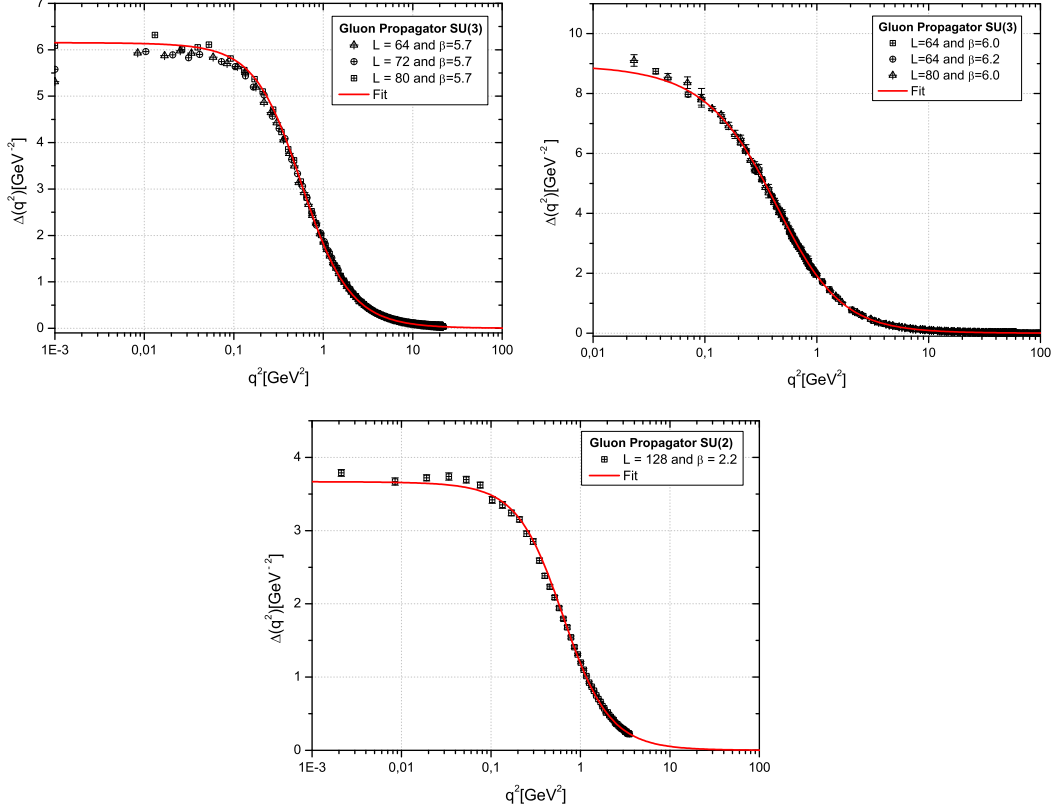 Gluon Propagator SU(3)
L = 64 and β=5.7
L = 72 and β=5.7
L = 80 and β=5.7
Fit
7
6
5
4
3
2
1
0
Δ(q²)[GeV⁻²]
1E-3 0,01 0,1 1 10 100
q²[GeV²]
Gluon Propagator SU(3)
L=64 and β=6.0
L=64 and β=6.2
L=80 and β=6.0
Fit
10
8
6
4
2
0
Δ(q²)[GeV⁻²]
0,01 0,1 1 10 100
q²[GeV²]
Gluon Propagator SU(2)
L = 128 and β = 2.2
Fit
4
3
2
1
0
Δ(q²)[GeV⁻²]
1E-3 0,01 0,1 1 10 100
q²[GeV²]